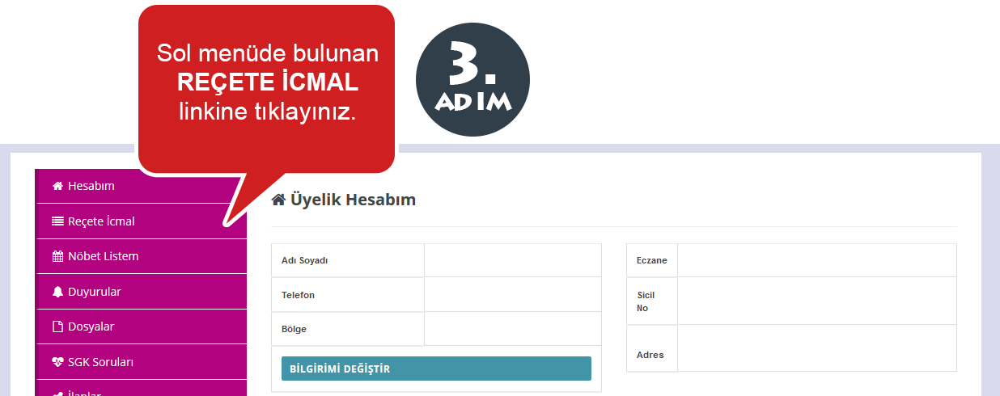 Sol menüde bulunan
REÇETE İCMAL
linkine tıklayınız.
3.
ADIM
Hesabım
Reçete İcmal
Nöbet Listem
Duyurular
Dosyalar
SGK Soruları
İlanlar
Üyelik Hesabım
Adı Soyadı
Telefon
Bölge
BİLGİRİMİ DEĞİŞTİR
Eczane
Sicil
No
Adres